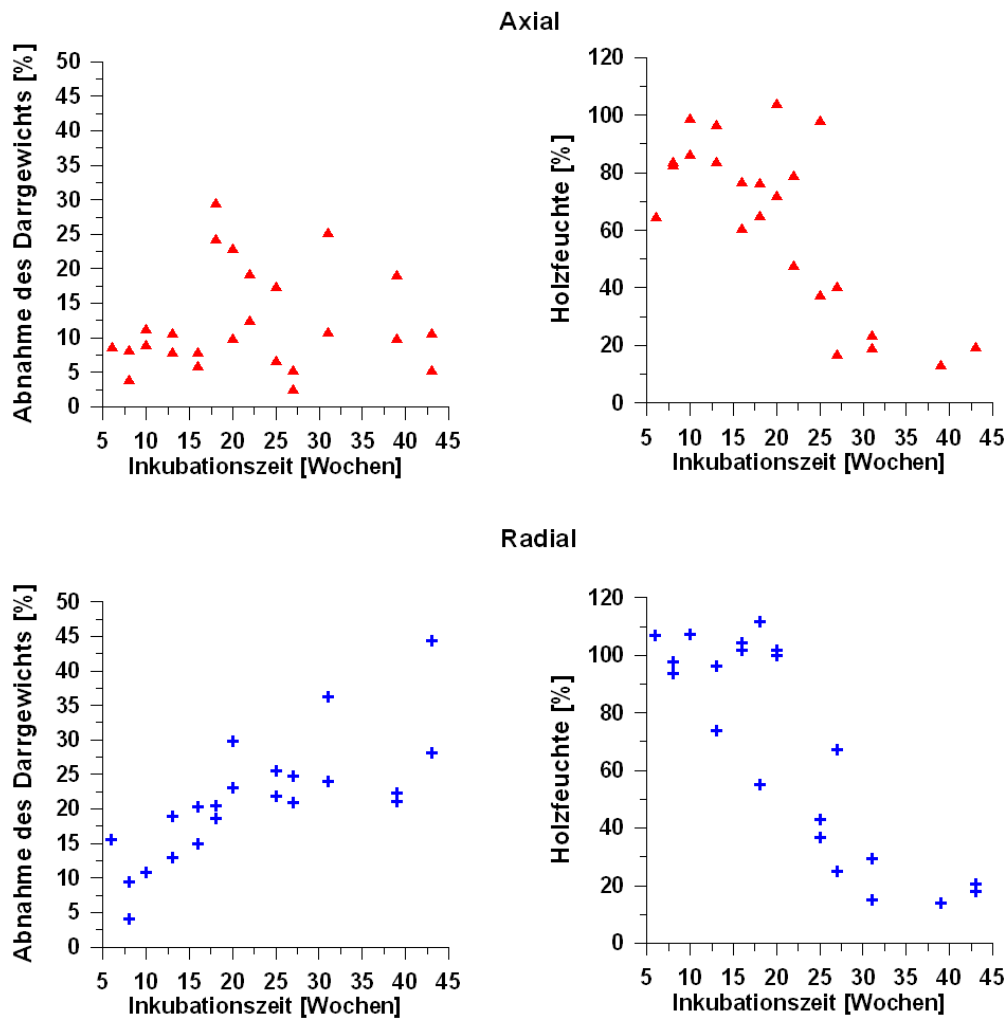 Axial
Abnahme des Darrgewichts [%]
50
45
40
35
30
25
20
15
10
5
0
5 10 15 20 25 30 35 40 45
Inkubationszeit [Wochen]
Holzfeuchte [%]
120
100
80
60
40
20
0
5 10 15 20 25 30 35 40 45
Inkubationszeit [Wochen]
Radial
Abnahme des Darrgewichts [%]
50
45
40
35
30
25
20
15
10
5
0
5 10 15 20 25 30 35 40 45
Inkubationszeit [Wochen]
Holzfeuchte [%]
120
100
80
60
40
20
0
5 10 15 20 25 30 35 40 45
Inkubationszeit [Wochen]